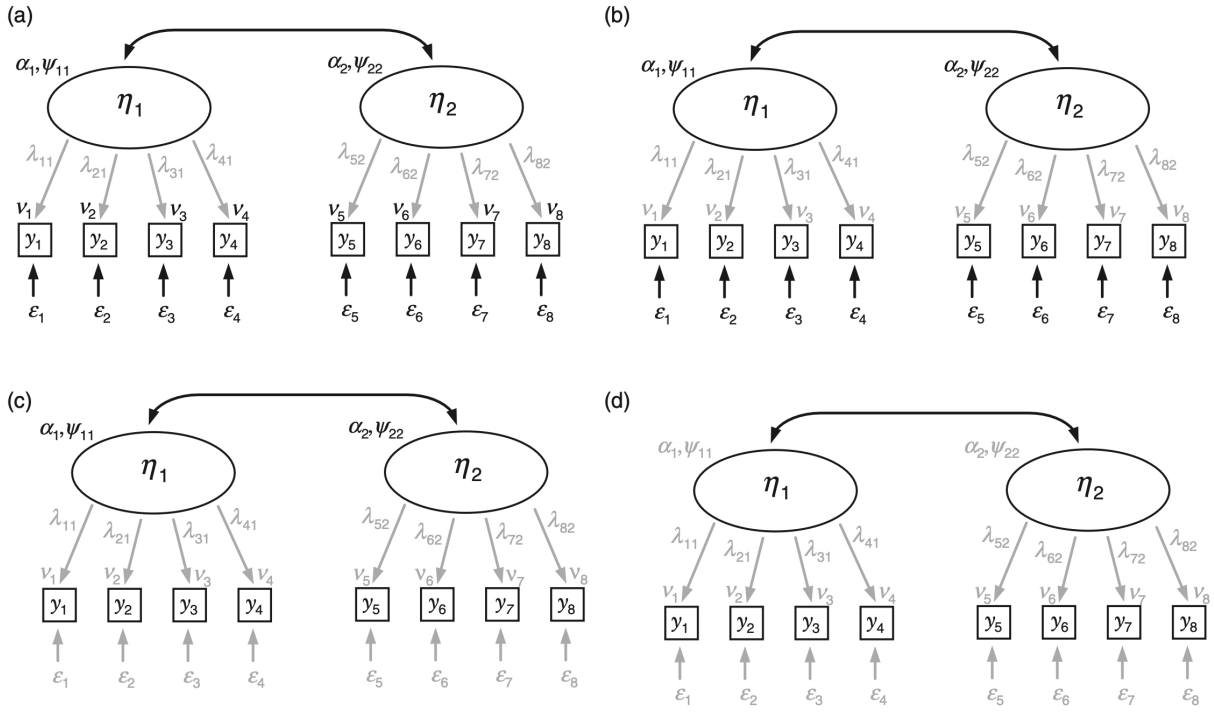 (a)
α₁,ψ₁₁ α₂,ψ₂₂
η₁ η₂
λ₁₁ λ₂₁ λ₃₁ λ₄₁ λ₅₂ λ₆₂ λ₇₂ λ₈₂
ν₁ ν₂ ν₃ ν₄ ν₅ ν₆ ν₇ ν₈
y₁ y₂ y₃ y₄ y₅ y₆ y₇ y₈
ε₁ ε₂ ε₃ ε₄ ε₅ ε₆ ε₇ ε₈
(b)
α₁,ψ₁₁ α₂,ψ₂₂
η₁ η₂
λ₁₁ λ₂₁ λ₃₁ λ₄₁ λ₅₂ λ₆₂ λ₇₂ λ₈₂
ν₁ ν₂ ν₃ ν₄ ν₅ ν₆ ν₇ ν₈
y₁ y₂ y₃ y₄ y₅ y₆ y₇ y₈
ε₁ ε₂ ε₃ ε₄ ε₅ ε₆ ε₇ ε₈
(c)
α₁,ψ₁₁ α₂,ψ₂₂
η₁ η₂
λ₁₁ λ₂₁ λ₃₁ λ₄₁ λ₅₂ λ₆₂ λ₇₂ λ₈₂
ν₁ ν₂ ν₃ ν₄ ν₅ ν₆ ν₇ ν₈
y₁ y₂ y₃ y₄ y₅ y₆ y₇ y₈
ε₁ ε₂ ε₃ ε₄ ε₅ ε₆ ε₇ ε₈
(d)
α₁,ψ₁₁ α₂,ψ₂₂
η₁ η₂
λ₁₁ λ₂₁ λ₃₁ λ₄₁ λ₅₂ λ₆₂ λ₇₂ λ₈₂
ν₁ ν₂ ν₃ ν₄ ν₅ ν₆ ν₇ ν₈
y₁ y₂ y₃ y₄ y₅ y₆ y₇ y₈
ε₁ ε₂ ε₃ ε₄ ε₅ ε₆ ε₇ ε₈